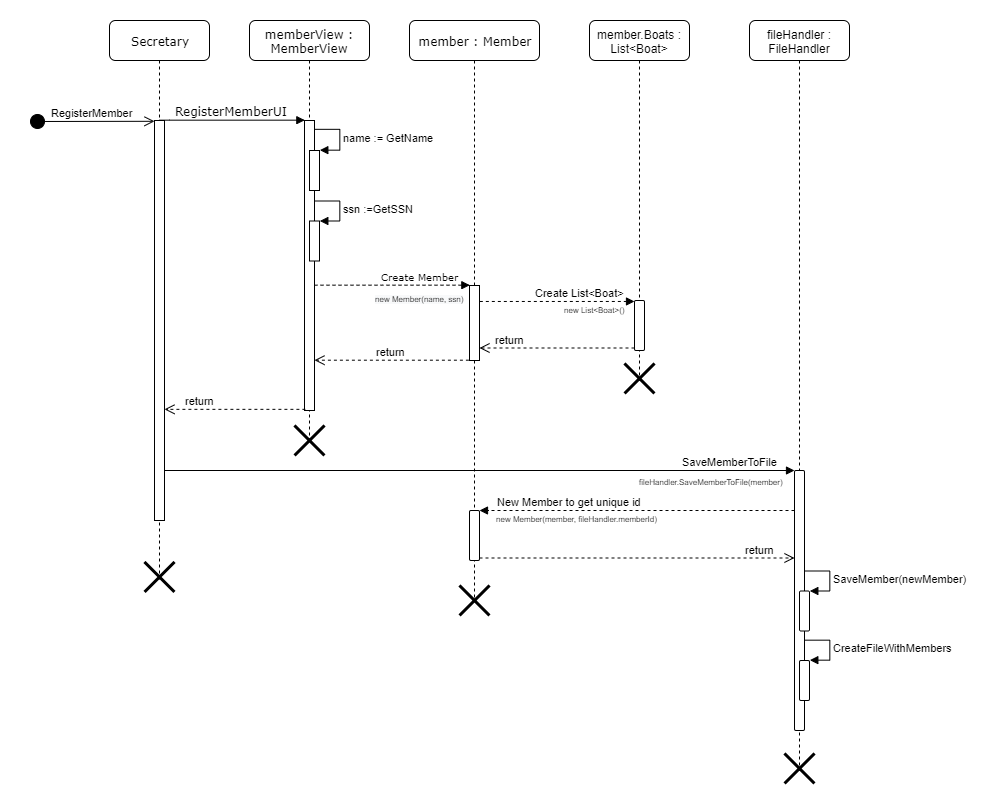 Secretary
memberView :
MemberView
member : Member
member.Boats :
List<Boat>
fileHandler :
FileHandler
RegisterMember
RegisterMemberUI
name := GetName
ssn :=GetSSN
Create Member
new Member(name, ssn)
Create List<Boat>
new List<Boat>()
return
return
return
SaveMemberToFile
fileHandler.SaveMemberToFile(member)
New Member to get unique id
new Member(member, fileHandler.memberId)
return
SaveMember(newMember)
CreateFileWithMembers